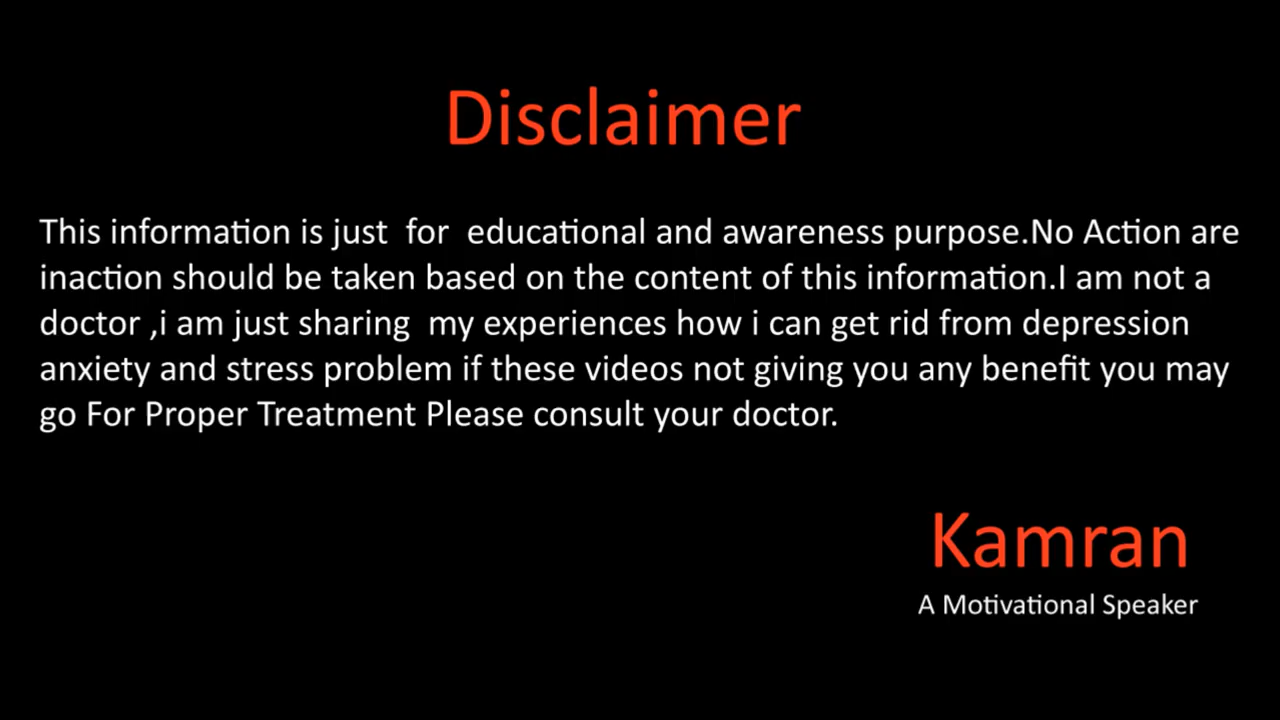 Disclaimer
This information is just  for  educational and awareness purpose.No Action are
inaction should be taken based on the content of this information.I am not a
doctor ,i am just sharing  my experiences how i can get rid from depression
anxiety and stress problem if these videos not giving you any benefit you may
go For Proper Treatment Please consult your doctor.
Kamran
A Motivational Speaker